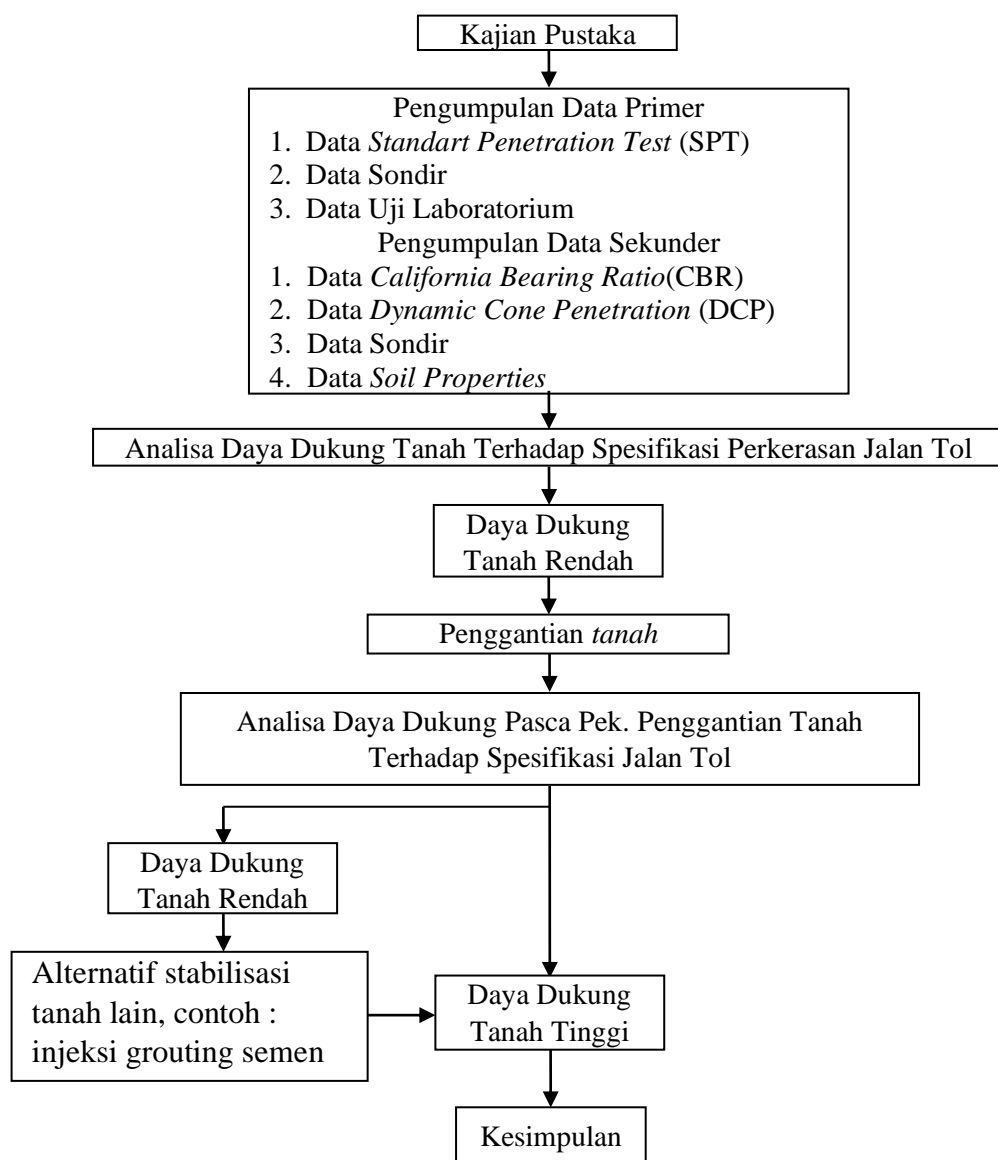 Kajian Pustaka
Pengumpulan Data Primer
1. Data Standart Penetration Test (SPT)
2. Data Sondir
3. Data Uji Laboratorium
Pengumpulan Data Sekunder
1. Data California Bearing Ratio(CBR)
2. Data Dynamic Cone Penetration (DCP)
3. Data Sondir
4. Data Soil Properties
Analisa Daya Dukung Tanah Terhadap Spesifikasi Perkerasan Jalan Tol
Daya Dukung
Tanah Rendah
Penggantian tanah
Analisa Daya Dukung Pasca Pek. Penggantian Tanah
Terhadap Spesifikasi Jalan Tol
Daya Dukung
Tanah Rendah
Alternatif stabilisasi
tanah lain, contoh :
injeksi grouting semen
Daya Dukung
Tanah Tinggi
Kesimpulan